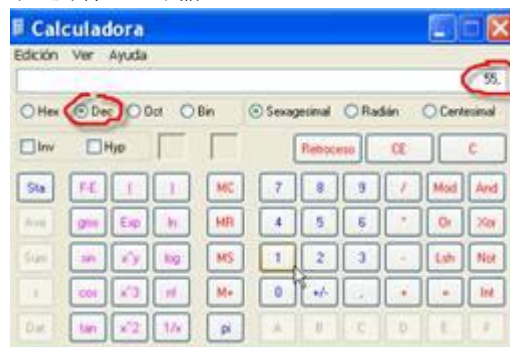 Calculadora
Edición Ver Ayuda
55,
Hex Dec Oct Bin Sexagesimal Radián Centesimal
Inv Hyp Retroceso CE C
Sta F-E ( ) MC 7 8 9 / Mod And
Ave gms Exp ln MR 4 5 6 * Or Xor
Sum sin x^y log MS 1 2 3 - Lsh Not
s cos x^3 n! M+ 0 +/- , + = Int
Dat tan x^2 1/x pi A B C D E F